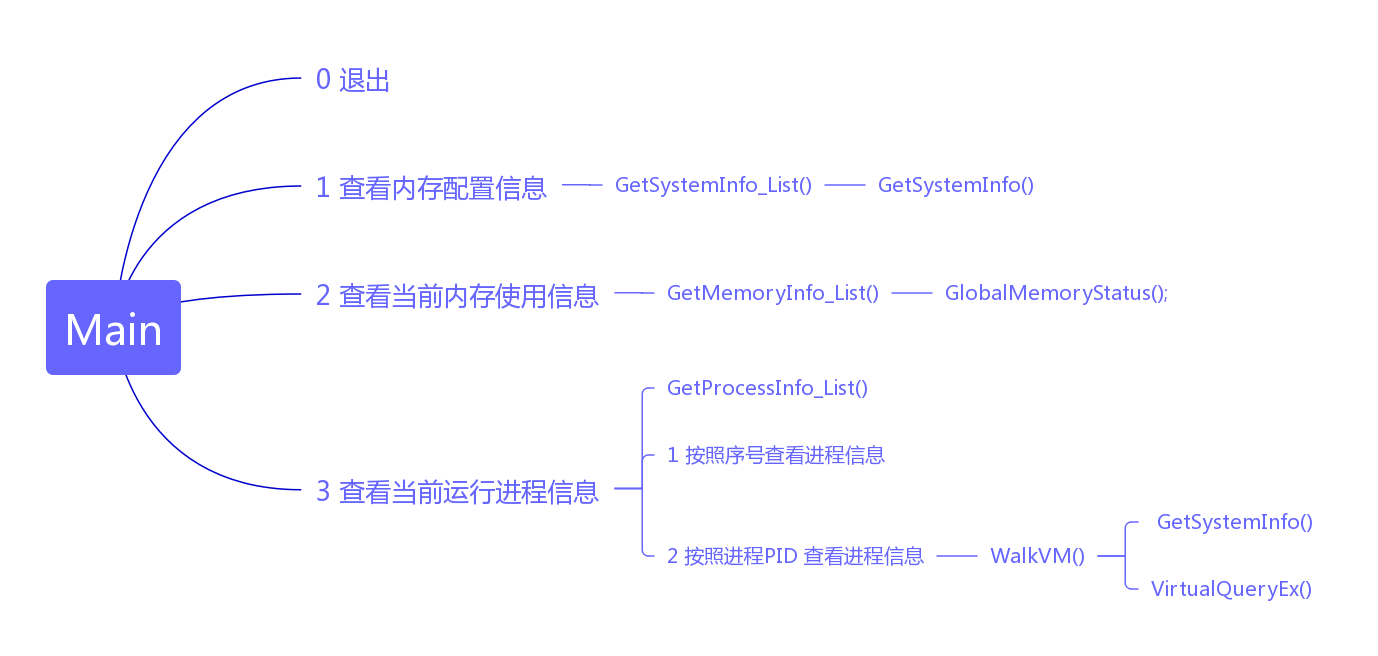 0 退出
1 查看内存配置信息
GetSystemInfo_List()
GetSystemInfo()
2 查看当前内存使用信息
GetMemoryInfo_List()
GlobalMemoryStatus();
Main
3 查看当前运行进程信息
GetProcessInfo_List()
1 按照序号查看进程信息
2 按照进程PID 查看进程信息
WalkVM()
GetSystemInfo()
VirtualQueryEx()